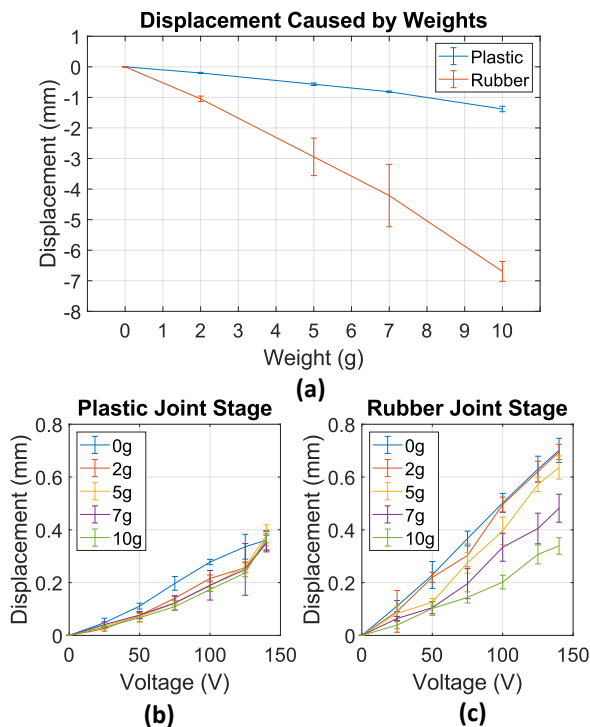 Displacement Caused by Weights
1
0
-1
-2
-3
-4
-5
-6
-7
-8
Displacement (mm)
Plastic
Rubber
0 1 2 3 4 5 6 7 8 9 10
Weight (g)
(a)
Plastic Joint Stage
0.8
0.6
0.4
0.2
0
Displacement (mm)
0g
2g
5g
7g
10g
0 50 100 150
Voltage (V)
(b)
Rubber Joint Stage
0.8
0.6
0.4
0.2
0
Displacement (mm)
0g
2g
5g
7g
10g
0 50 100 150
Voltage (V)
(c)